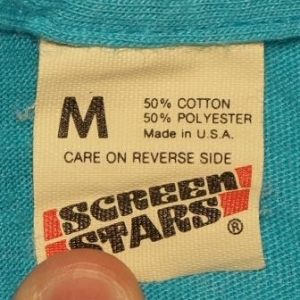 M
50% COTTON
50% POLYESTER
Made in U.S.A.
CARE ON REVERSE SIDE
SCREEN
STARS ®